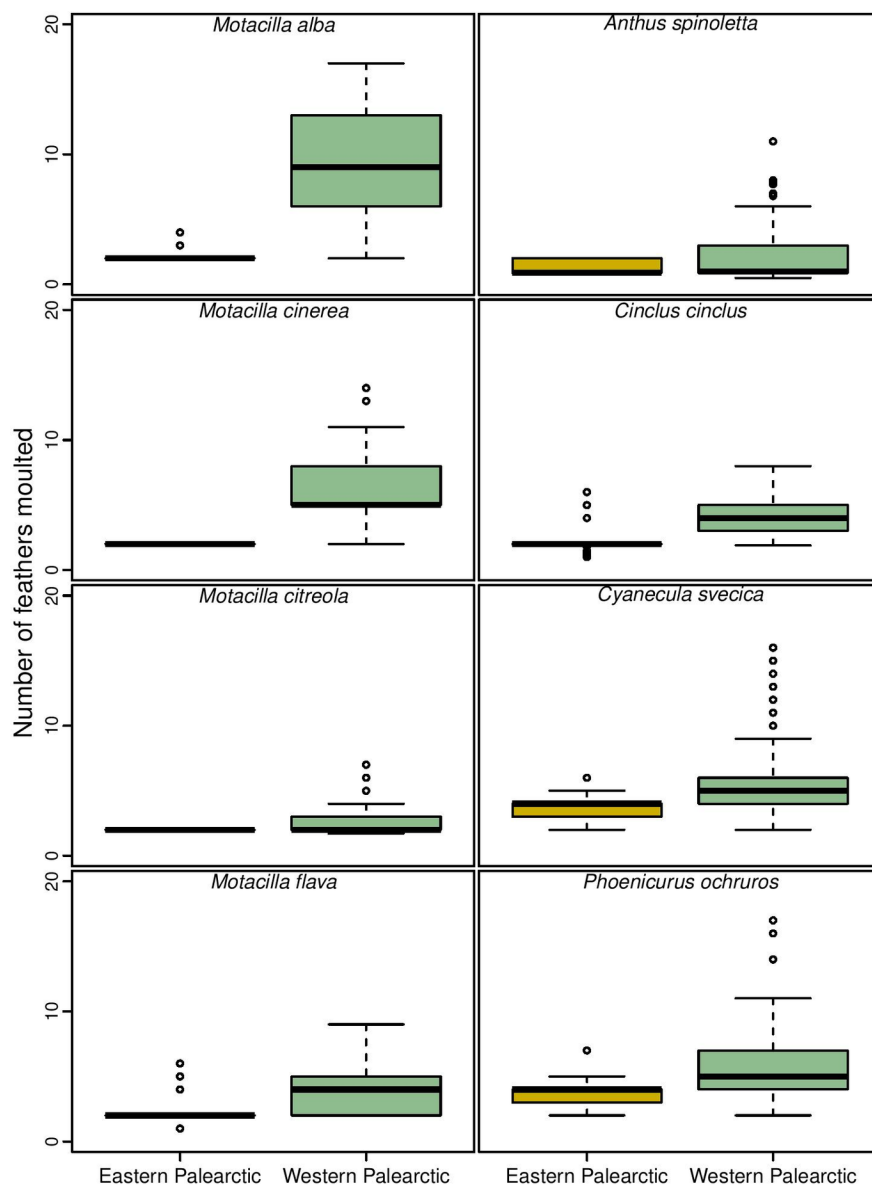 Number of feathers moulted
Motacilla alba
20
10
0
Anthus spinoletta
Motacilla cinerea
20
10
0
Cinclus cinclus
Motacilla citreola
20
10
0
Cyanecula svecica
Motacilla flava
20
10
0
Phoenicurus ochruros
Eastern Palearctic
Western Palearctic
Eastern Palearctic
Western Palearctic